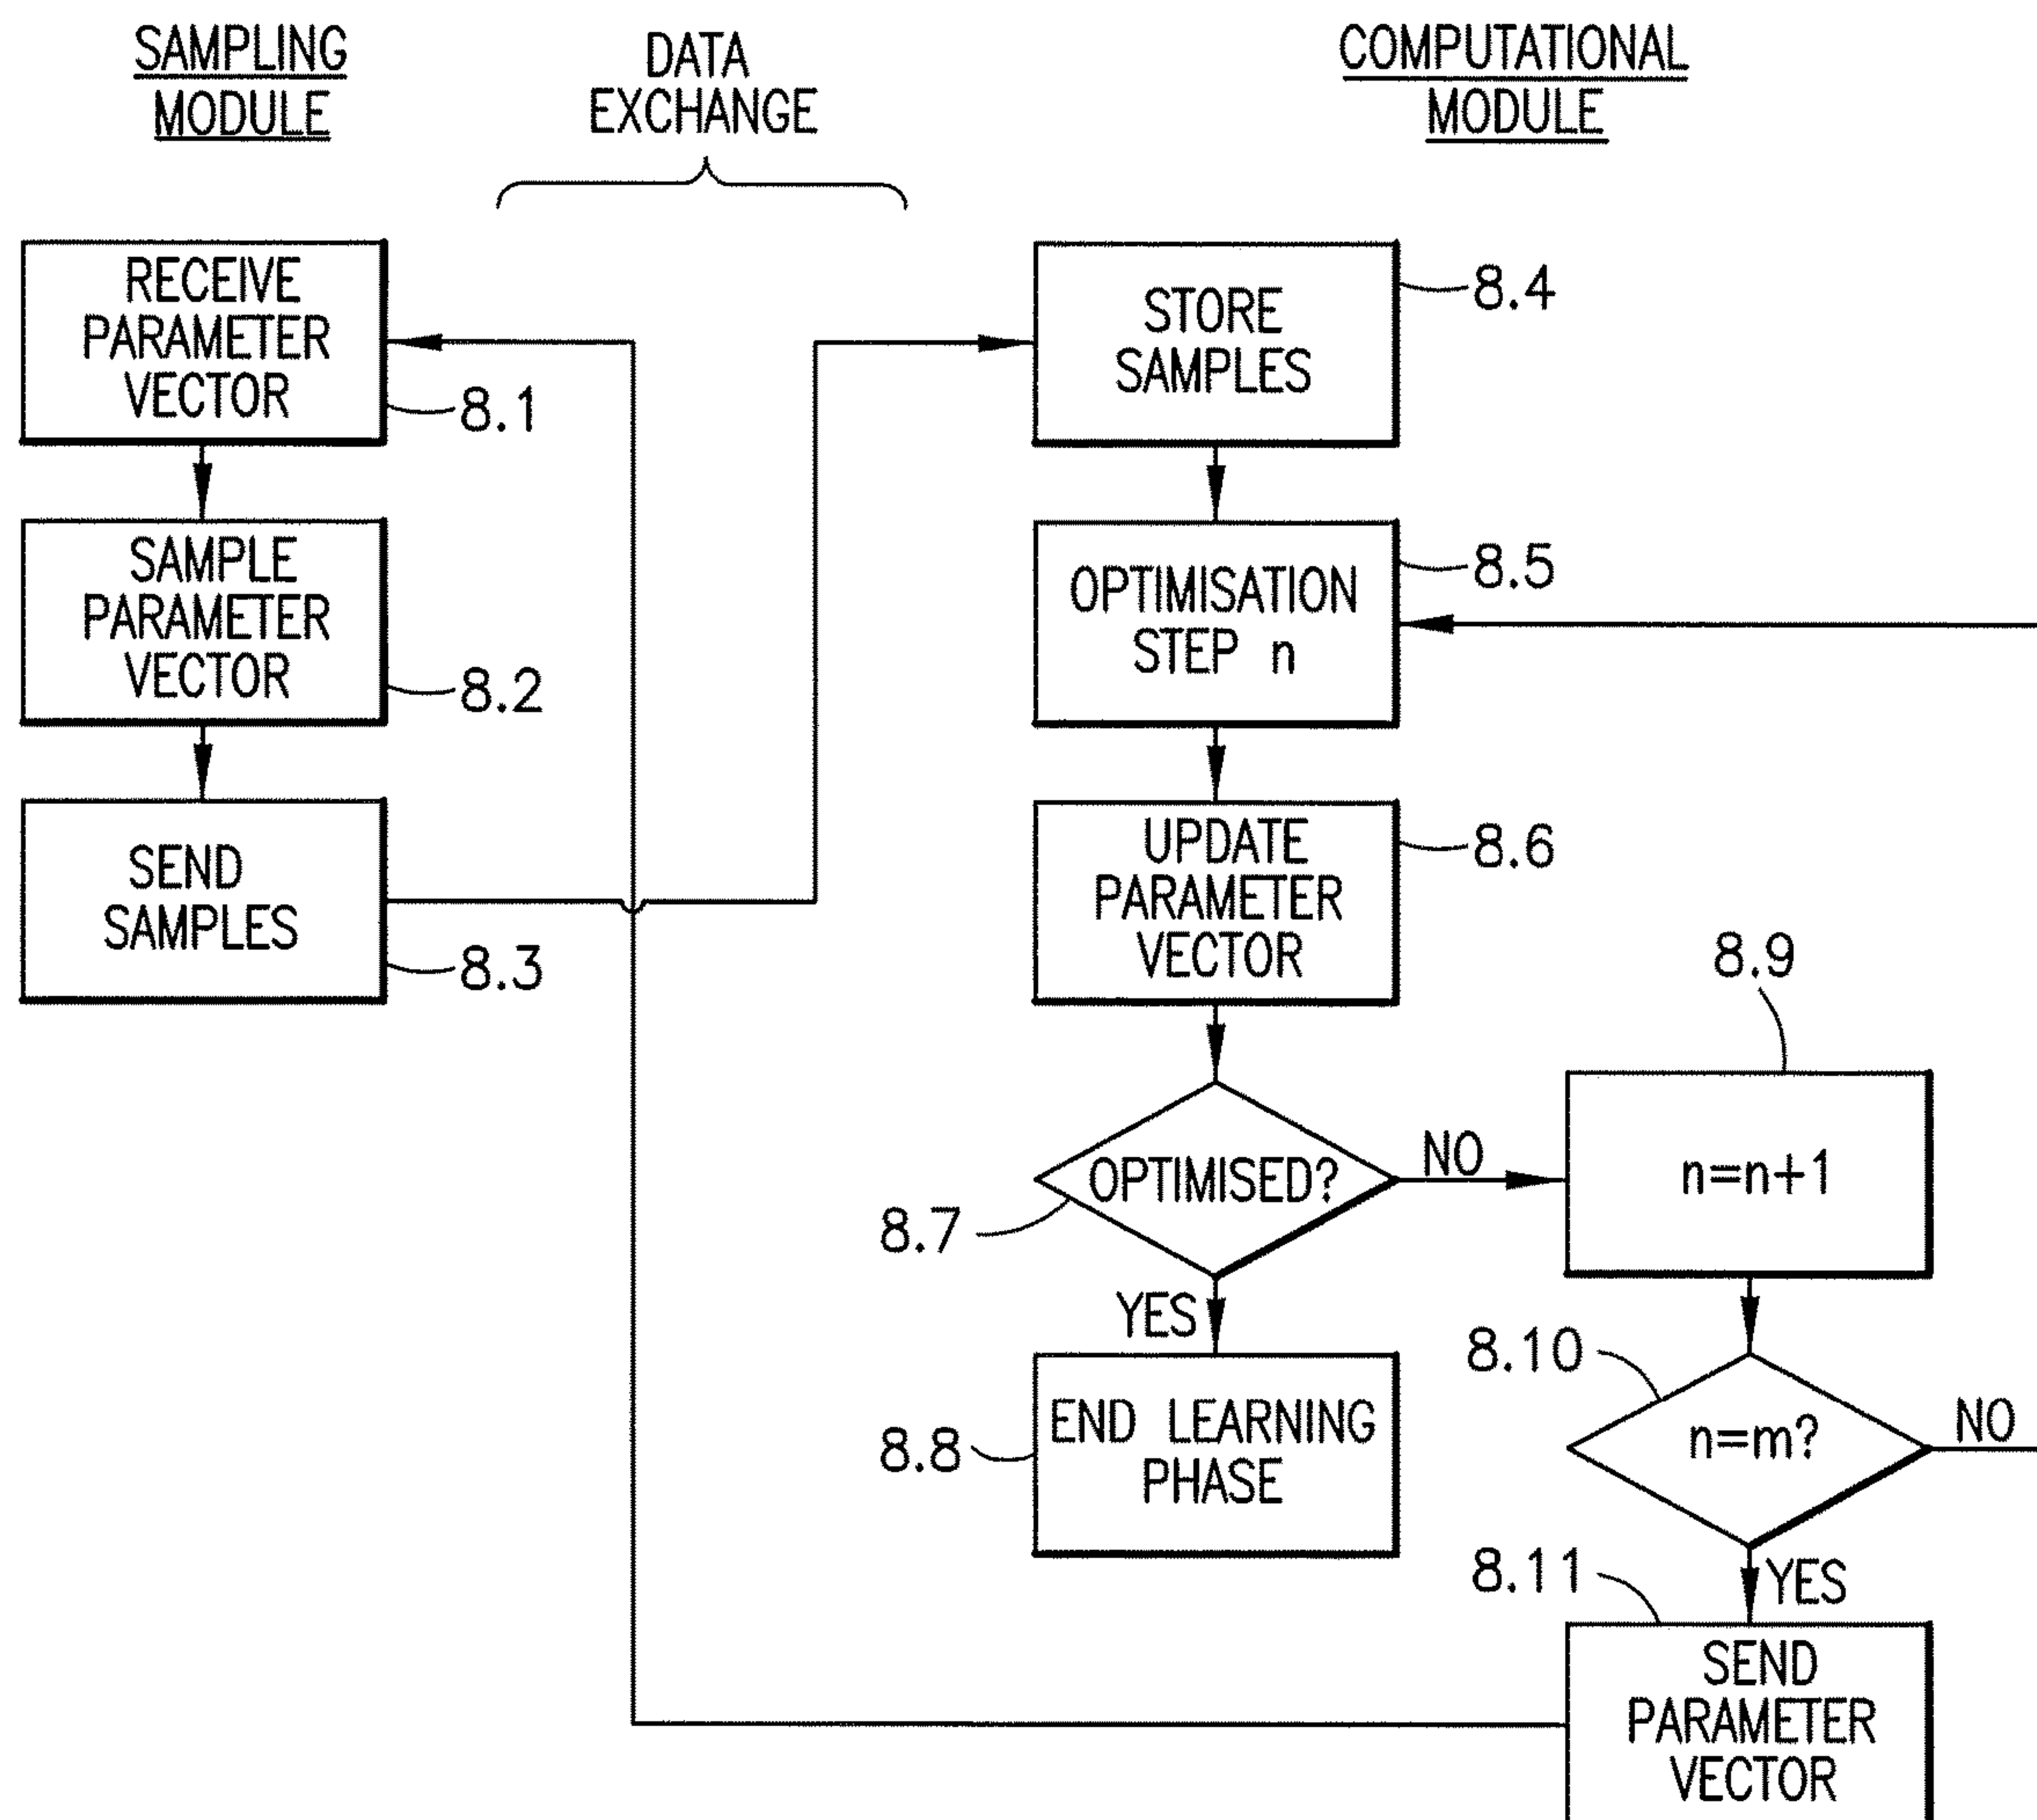 SAMPLING
MODULE
DATA
EXCHANGE
COMPUTATIONAL
MODULE
RECEIVE
PARAMETER
VECTOR
8.1
SAMPLE
PARAMETER
VECTOR
8.2
SEND
SAMPLES
8.3
STORE
SAMPLES
8.4
OPTIMISATION
STEP n
8.5
UPDATE
PARAMETER
VECTOR
8.6
OPTIMISED?
8.7
NO
YES
END LEARNING
PHASE
8.8
8.9
n=n+1
8.10
n=m?
NO
YES
8.11
SEND
PARAMETER
VECTOR